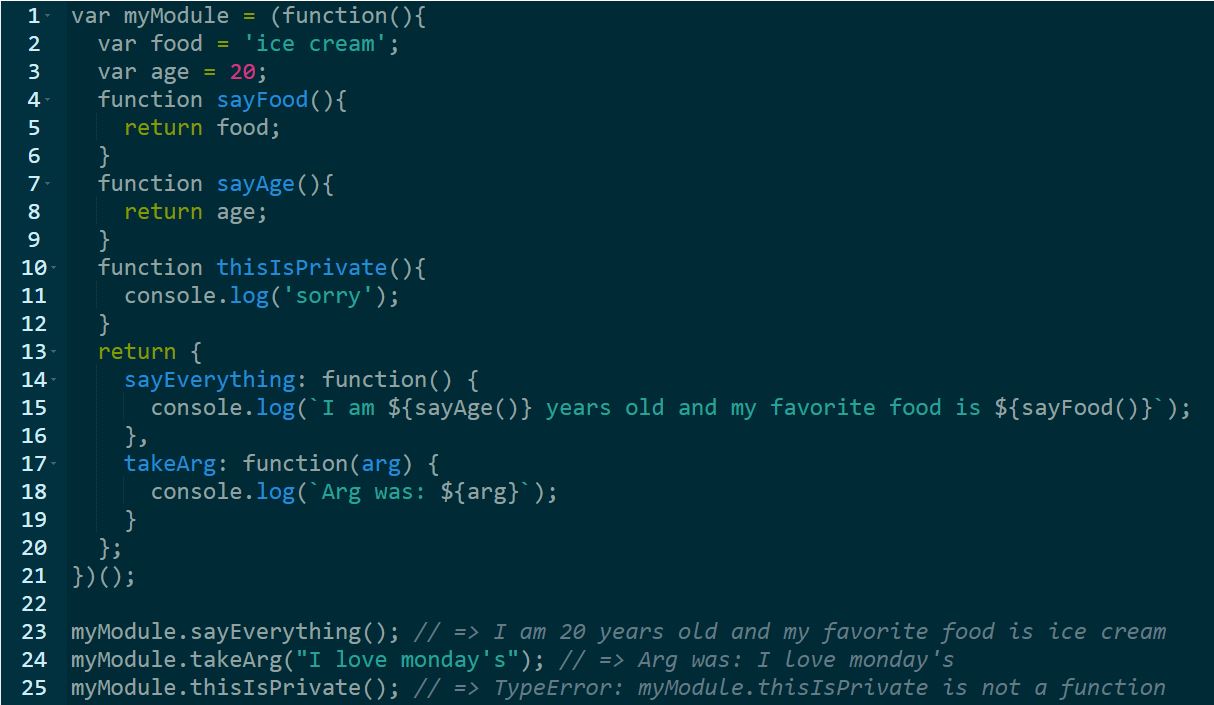 1 var myModule = (function(){
2   var food = 'ice cream';
3   var age = 20;
4   function sayFood(){
5     return food;
6   }
7   function sayAge(){
8     return age;
9   }
10   function thisIsPrivate(){
11     console.log('sorry');
12   }
13   return {
14     sayEverything: function() {
15       console.log(`I am ${sayAge()} years old and my favorite food is ${sayFood()}`);
16     },
17     takeArg: function(arg) {
18       console.log(`Arg was: ${arg}`);
19     }
20   };
21 })();
22
23 myModule.sayEverything(); // => I am 20 years old and my favorite food is ice cream
24 myModule.takeArg("I love monday's"); // => Arg was: I love monday's
25 myModule.thisIsPrivate(); // => TypeError: myModule.thisIsPrivate is not a function